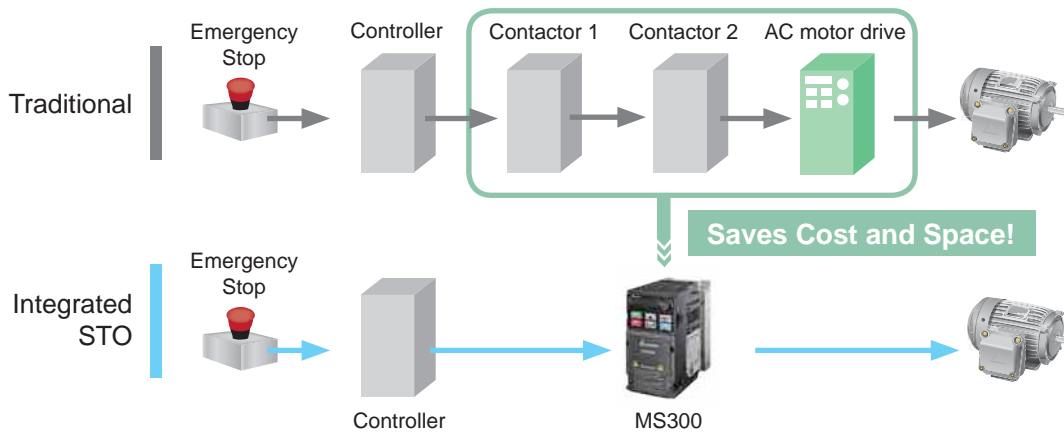 Emergency
Stop
Controller
Contactor 1
Contactor 2
AC motor drive
Traditional
Saves Cost and Space!
Emergency
Stop
Integrated
STO
Controller
MS300